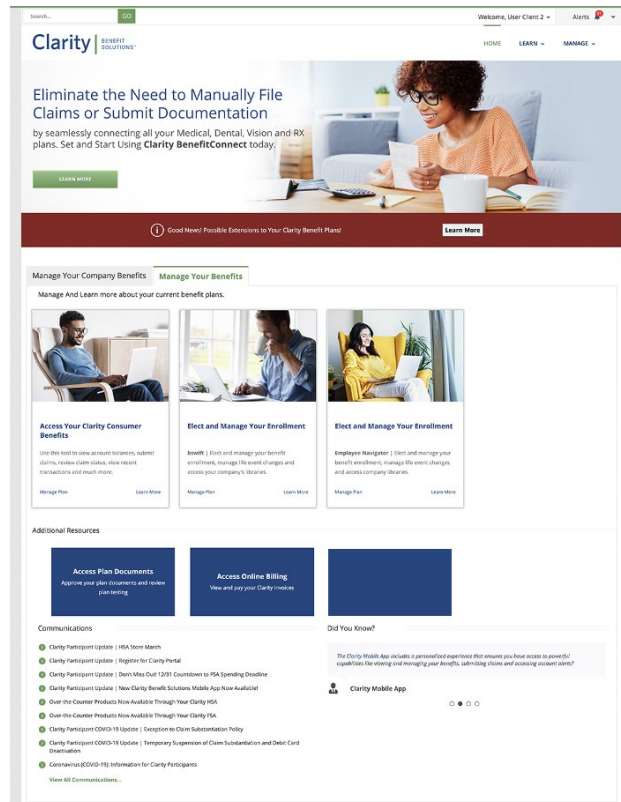 Search...
GO
Welcome, User Client 2
Alerts
Clarity
BENEFIT
SOLUTIONS
HOME
LEARN
MANAGE
Eliminate the Need to Manually File
Claims or Submit Documentation
by seamlessly connecting all your Medical, Dental, Vision and RX
plans. Set and Start Using Clarity BenefitConnect today.
LEARN MORE
Good News! Possible Extensions to Your Clarity Benefit Plans!
Learn More
Manage Your Company Benefits
Manage Your Benefits
Manage And Learn more about your current benefit plans.
Access Your Clarity Consumer
Benefits
Use this tool to view account balances, submit
claims, review claim status, view recent
transactions and much more.
Manage Plan
Learn More
Elect and Manage Your Enrollment
bswift | Elect and manage your benefit
enrollment, manage life event changes and
access your company's libraries.
Manage Plan
Learn More
Elect and Manage Your Enrollment
Employee Navigator | Elect and manage your
benefit enrollment, manage life event changes
and access company libraries.
Manage Plan
Learn More
Additional Resources
Access Plan Documents
Approve your plan documents and review
plan testing
Access Online Billing
View and pay your Clarity invoices
Communications
Clarity Participant Update | HSA Store March
Clarity Participant Update | Register for Clarity Portal
Clarity Participant Update | Don't Miss Out! 12/31 Countdown to FSA Spending Deadline
Clarity Participant Update | New Clarity Benefit Solutions Mobile App Now Available!
Over-the-Counter Products Now Available Through Your Clarity HSA
Over-the-Counter Products Now Available Through Your Clarity FSA
Clarity Participant COVID-19 Update | Exception to Claim Substantiation Policy
Clarity Participant COVID-19 Update | Temporary Suspension of Claim Substantiation and Debit Card
Deactivation
Coronavirus (COVID-19): Information for Clarity Participants
View All Communications...
Did You Know?
The Clarity Mobile App includes a personalized experience that ensures you have access to powerful
capabilities like viewing and managing your benefits, submitting claims and accessing account alerts?
Clarity Mobile App